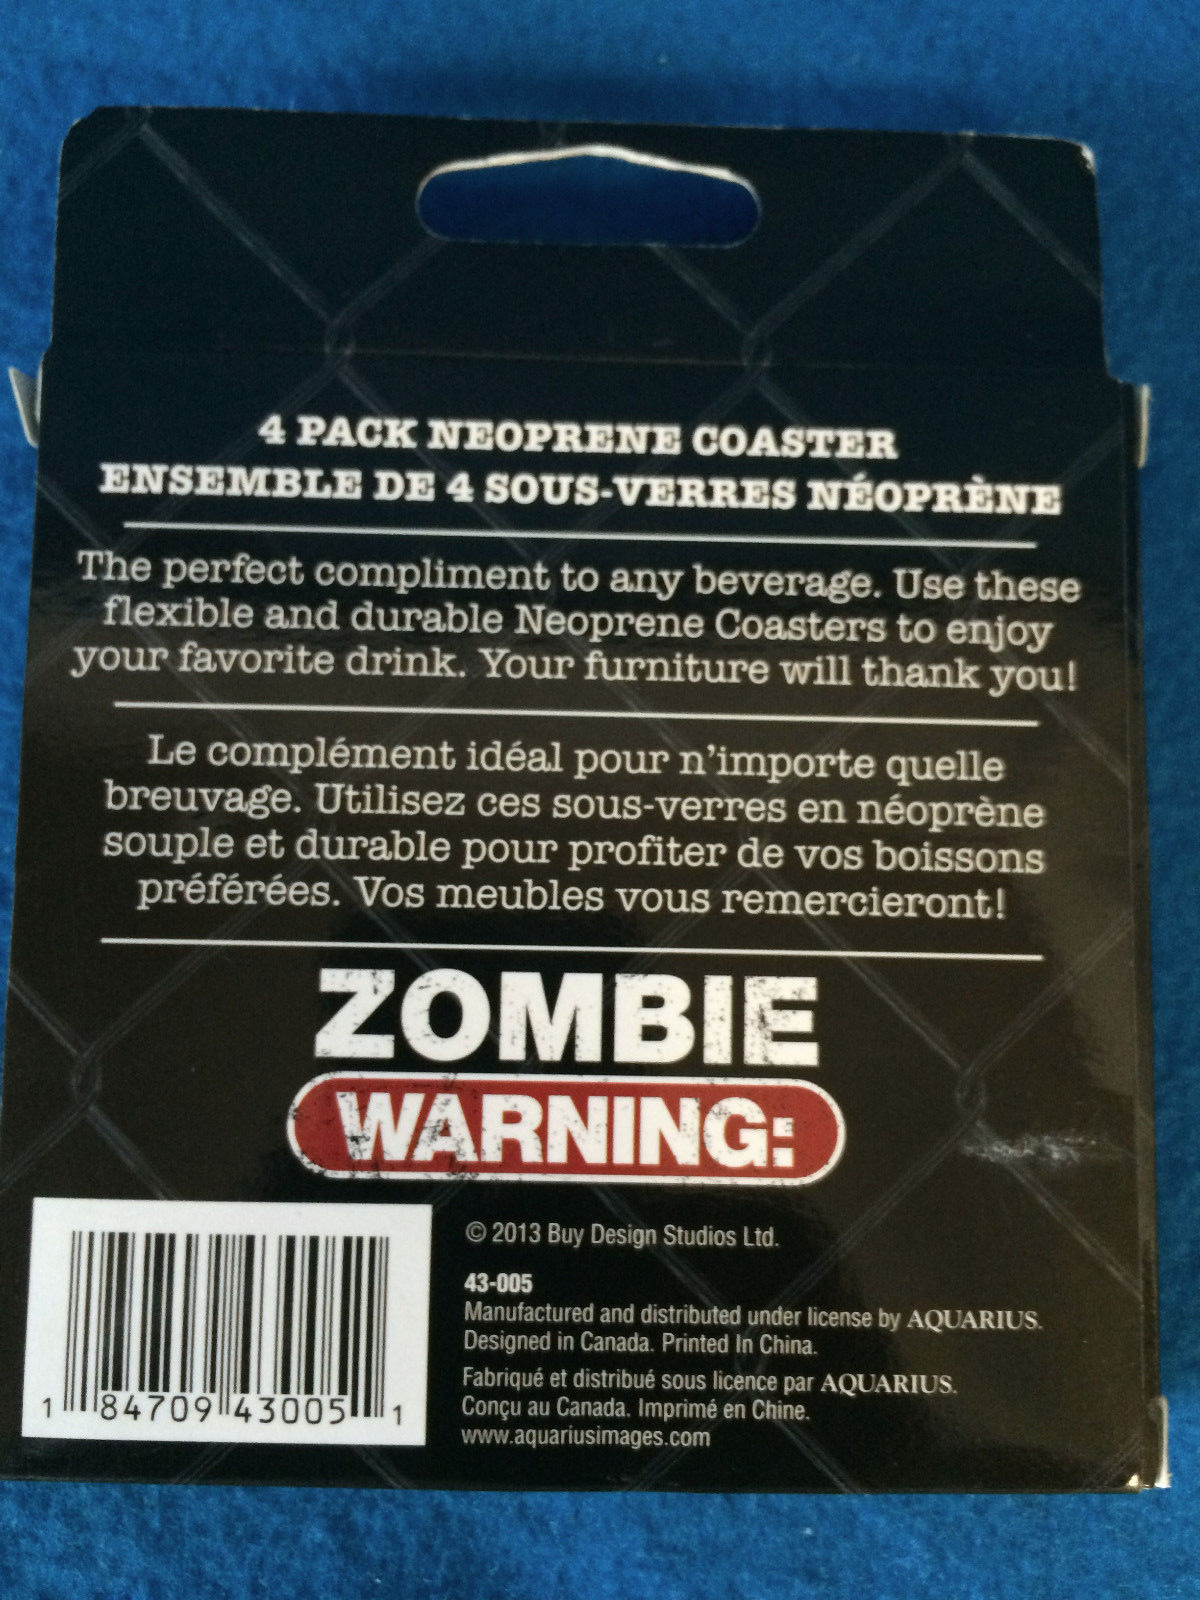 4 PACK NEOPRENE COASTER
ENSEMBLE DE 4 SOUS-VERRES NÉOPRÈNE
The perfect compliment to any beverage. Use these
flexible and durable Neoprene Coasters to enjoy
your favorite drink. Your furniture will thank you!
Le complément idéal pour n'importe quelle
breuvage. Utilisez ces sous-verres en néoprène
souple et durable pour profiter de vos boissons
préférées. Vos meubles vous remercieront!
ZOMBIE
WARNING:
© 2013 Buy Design Studios Ltd.
43-005
Manufactured and distributed under license by AQUARIUS.
Designed in Canada. Printed In China.
Fabriqué et distribué sous licence par AQUARIUS.
Conçu au Canada. Imprimé en Chine.
www.aquariusimages.com
1 84709 43005 1